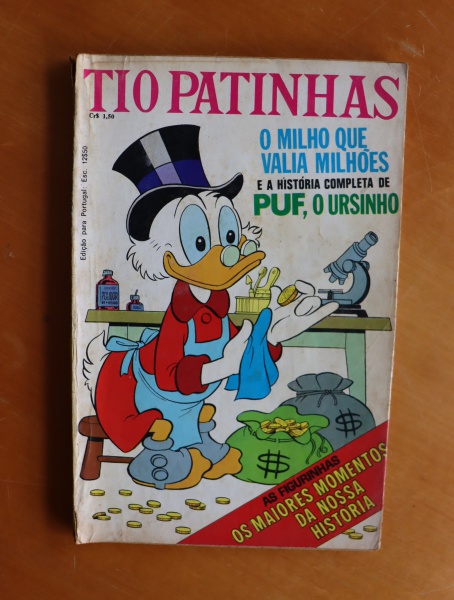 TIO PATINHAS
Cr$ 1,50
Edição para Portugal: Esc. 12$50
O MILHO QUE
VALIA MILHÕES
E A HISTÓRIA COMPLETA DE
PUF, O URSINHO
POLIDOR
$
$
AS FIGURINHAS
OS MAIORES MOMENTOS
DA NOSSA
HISTÓRIA